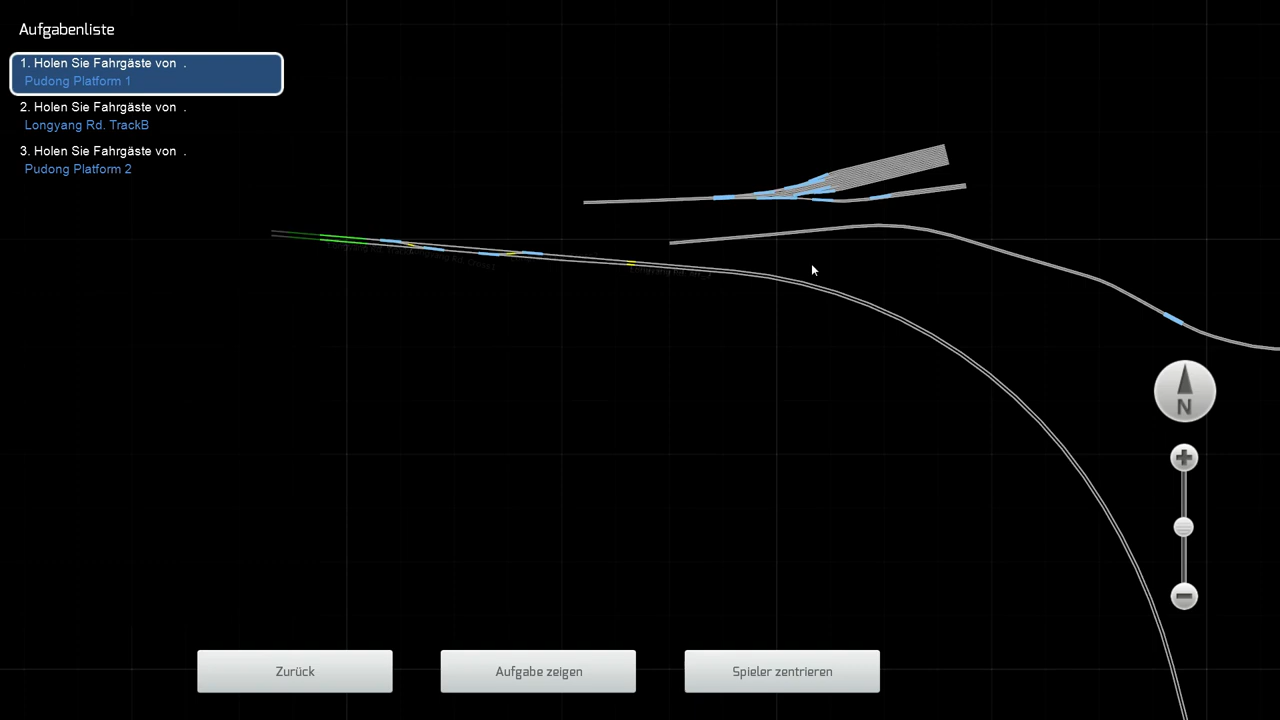 Aufgabenliste
1. Holen Sie Fahrgäste von .
Pudong Platform 1
2. Holen Sie Fahrgäste von .
Longyang Rd. TrackB
3. Holen Sie Fahrgäste von .
Pudong Platform 2
N
Zurück
Aufgabe zeigen
Spieler zentrieren